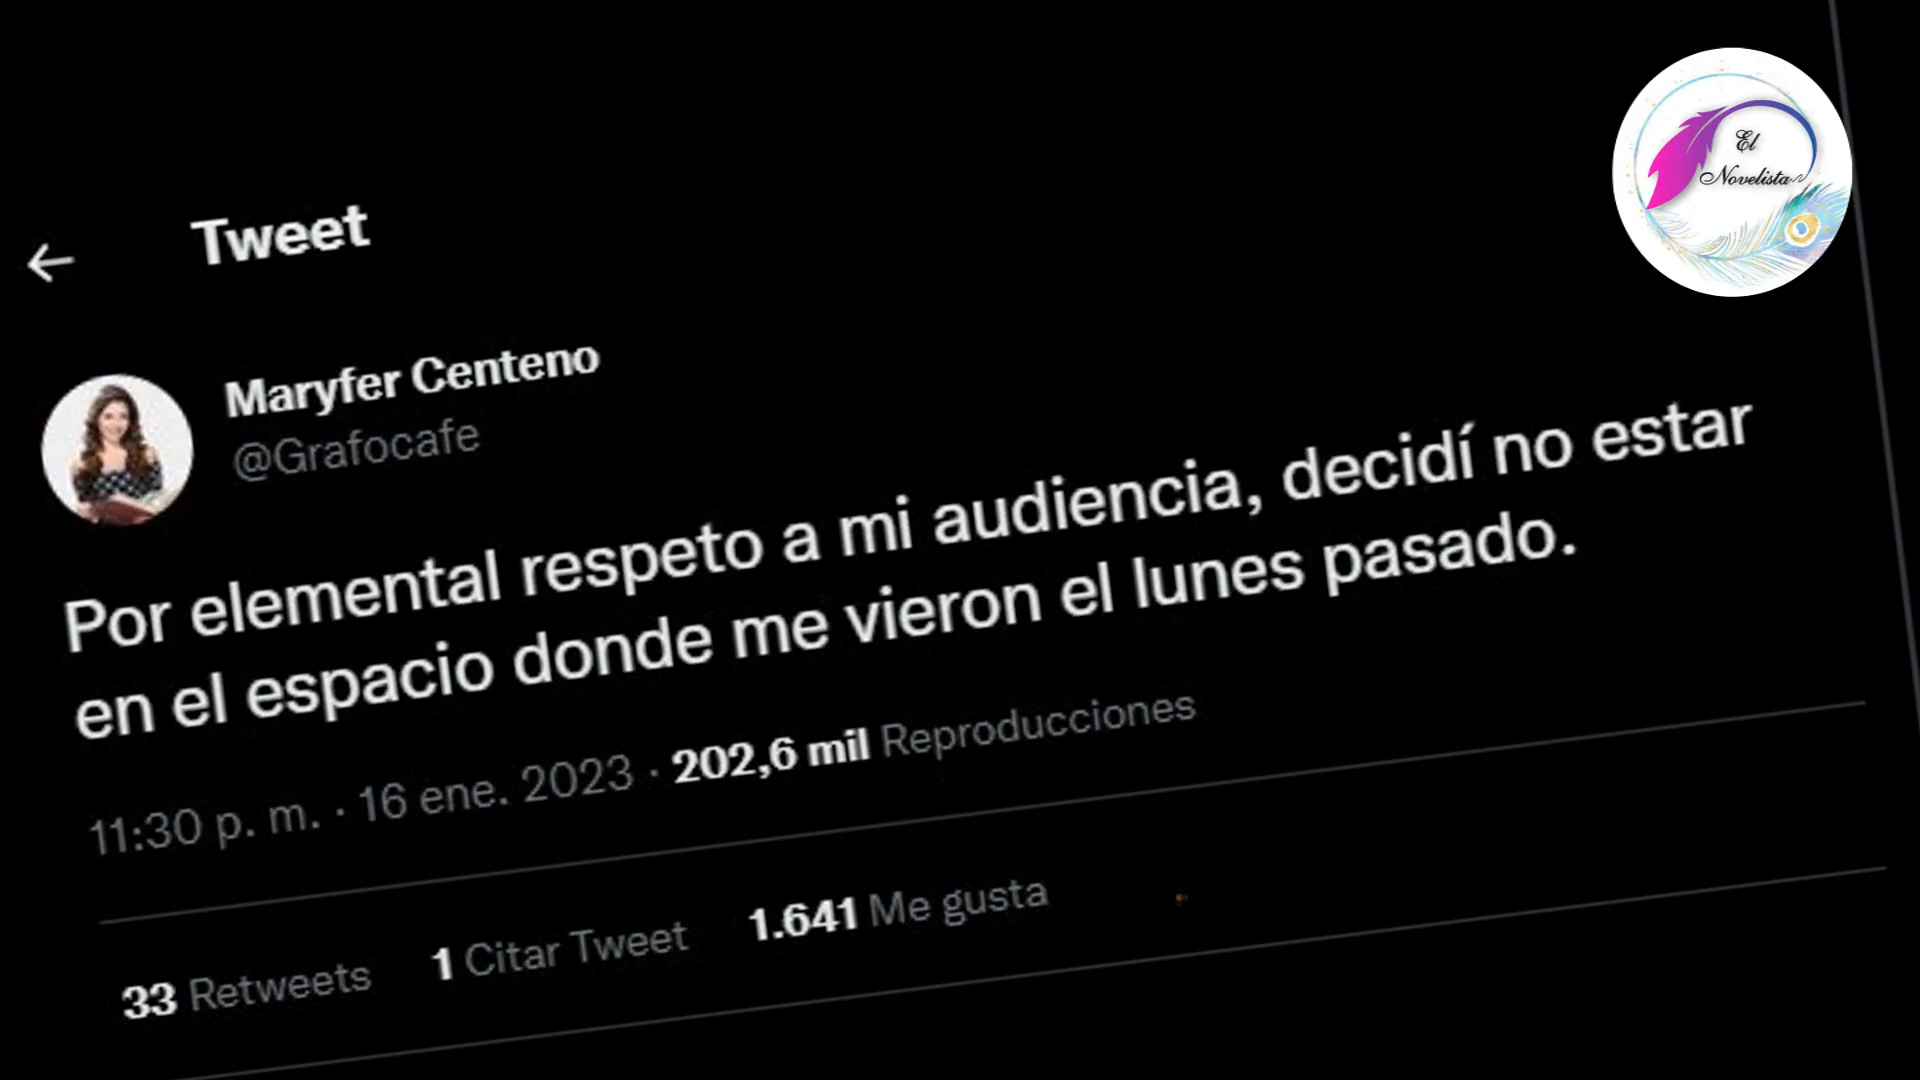 El
Novelista
Tweet
Maryfer Centeno
@Grafocafe
Por elemental respeto a mi audiencia, decidí no estar
en el espacio donde me vieron el lunes pasado.
11:30 p. m. · 16 ene. 2023 · 202,6 mil Reproducciones
33 Retweets 1 Citar Tweet 1.641 Me gusta